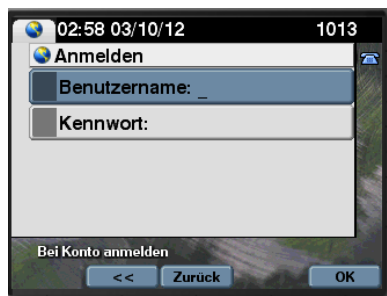 02:58 03/10/12 1013
Anmelden
Benutzername: _
Kennwort:
Bei Konto anmelden
<< Zurück OK